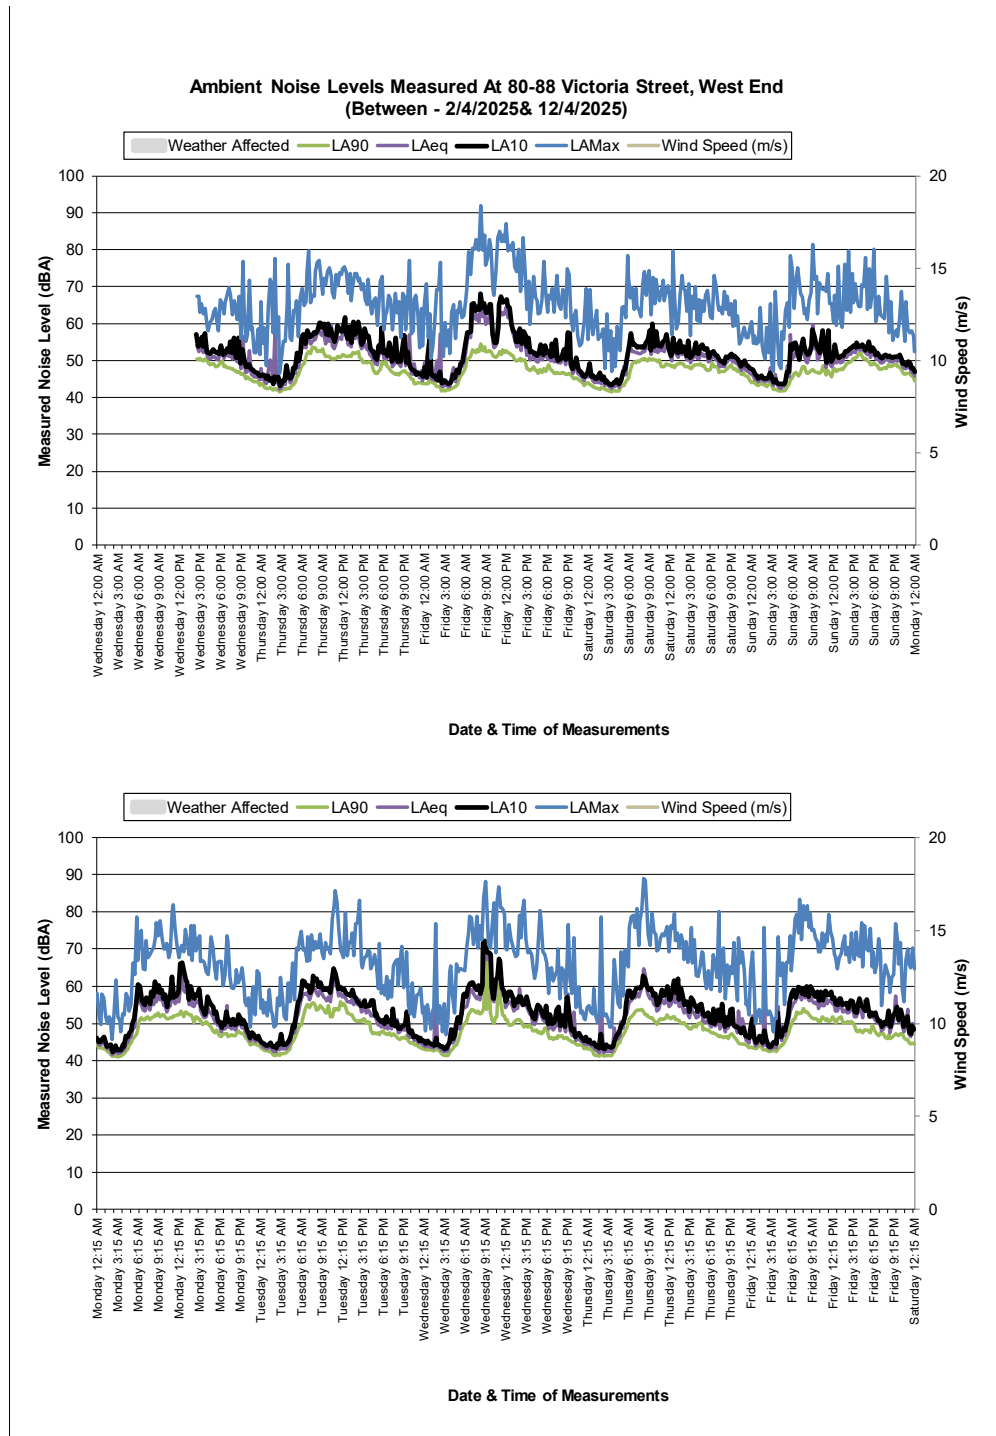 Ambient Noise Levels Measured At 80-88 Victoria Street, West End
(Between - 2/4/2025& 12/4/2025)
Weather Affected LA90 LAeq LA10 LAMax Wind Speed (m/s)
Measured Noise Level (dBA)
100
90
80
70
60
50
40
30
20
10
0
20
15
10
5
0
Wind Speed (m/s)
Wednesday 12:00 AM
Wednesday 3:00 AM
Wednesday 6:00 AM
Wednesday 9:00 AM
Wednesday 12:00 PM
Wednesday 3:00 PM
Wednesday 6:00 PM
Wednesday 9:00 PM
Thursday 12:00 AM
Thursday 3:00 AM
Thursday 6:00 AM
Thursday 9:00 AM
Thursday 12:00 PM
Thursday 3:00 PM
Thursday 6:00 PM
Thursday 9:00 PM
Friday 12:00 AM
Friday 3:00 AM
Friday 6:00 AM
Friday 9:00 AM
Friday 12:00 PM
Friday 3:00 PM
Friday 6:00 PM
Friday 9:00 PM
Saturday 12:00 AM
Saturday 3:00 AM
Saturday 6:00 AM
Saturday 9:00 AM
Saturday 12:00 PM
Saturday 3:00 PM
Saturday 6:00 PM
Saturday 9:00 PM
Sunday 12:00 AM
Sunday 3:00 AM
Sunday 6:00 AM
Sunday 9:00 AM
Sunday 12:00 PM
Sunday 3:00 PM
Sunday 6:00 PM
Sunday 9:00 PM
Monday 12:00 AM
Date & Time of Measurements
Weather Affected LA90 LAeq LA10 LAMax Wind Speed (m/s)
Measured Noise Level (dBA)
100
90
80
70
60
50
40
30
20
10
0
20
15
10
5
0
Wind Speed (m/s)
Monday 12:15 AM
Monday 3:15 AM
Monday 6:15 AM
Monday 9:15 AM
Monday 12:15 PM
Monday 3:15 PM
Monday 6:15 PM
Monday 9:15 PM
Tuesday 12:15 AM
Tuesday 3:15 AM
Tuesday 6:15 AM
Tuesday 9:15 AM
Tuesday 12:15 PM
Tuesday 3:15 PM
Tuesday 6:15 PM
Tuesday 9:15 PM
Wednesday 12:15 AM
Wednesday 3:15 AM
Wednesday 6:15 AM
Wednesday 9:15 AM
Wednesday 12:15 PM
Wednesday 3:15 PM
Wednesday 6:15 PM
Wednesday 9:15 PM
Thursday 12:15 AM
Thursday 3:15 AM
Thursday 6:15 AM
Thursday 9:15 AM
Thursday 12:15 PM
Thursday 3:15 PM
Thursday 6:15 PM
Thursday 9:15 PM
Friday 12:15 AM
Friday 3:15 AM
Friday 6:15 AM
Friday 9:15 AM
Friday 12:15 PM
Friday 3:15 PM
Friday 6:15 PM
Friday 9:15 PM
Saturday 12:15 AM
Date & Time of Measurements